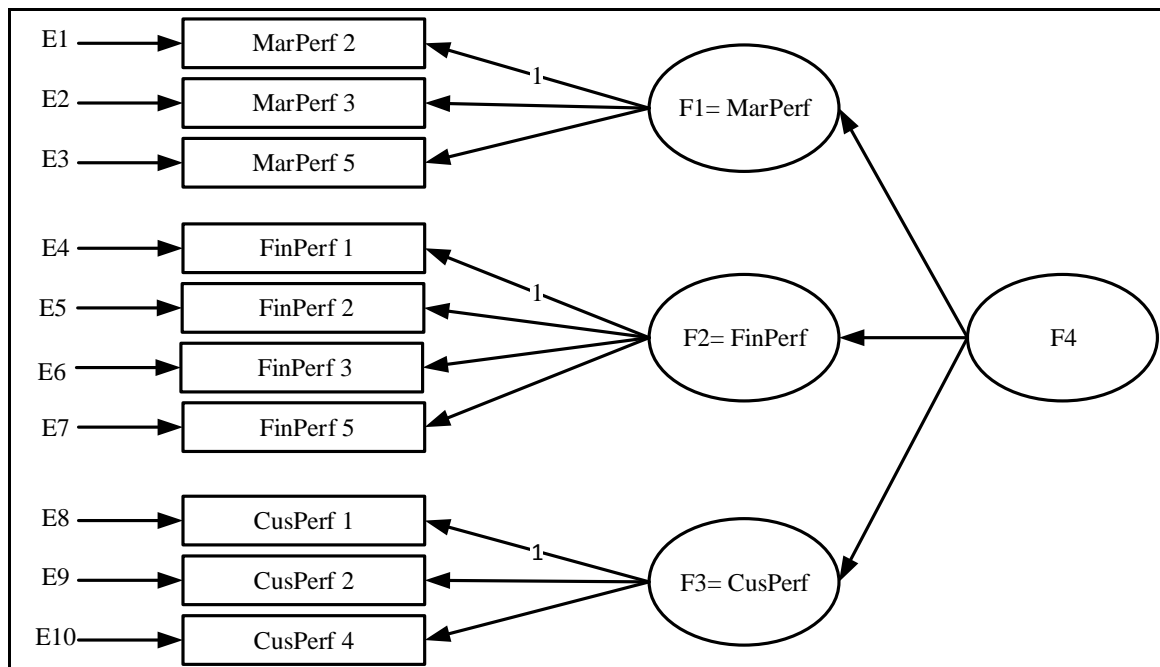 E1
MarPerf 2
1
E2
MarPerf 3
F1= MarPerf
E3
MarPerf 5
E4
FinPerf 1
1
E5
FinPerf 2
F2= FinPerf
F4
E6
FinPerf 3
E7
FinPerf 5
E8
CusPerf 1
1
E9
CusPerf 2
F3= CusPerf
E10
CusPerf 4